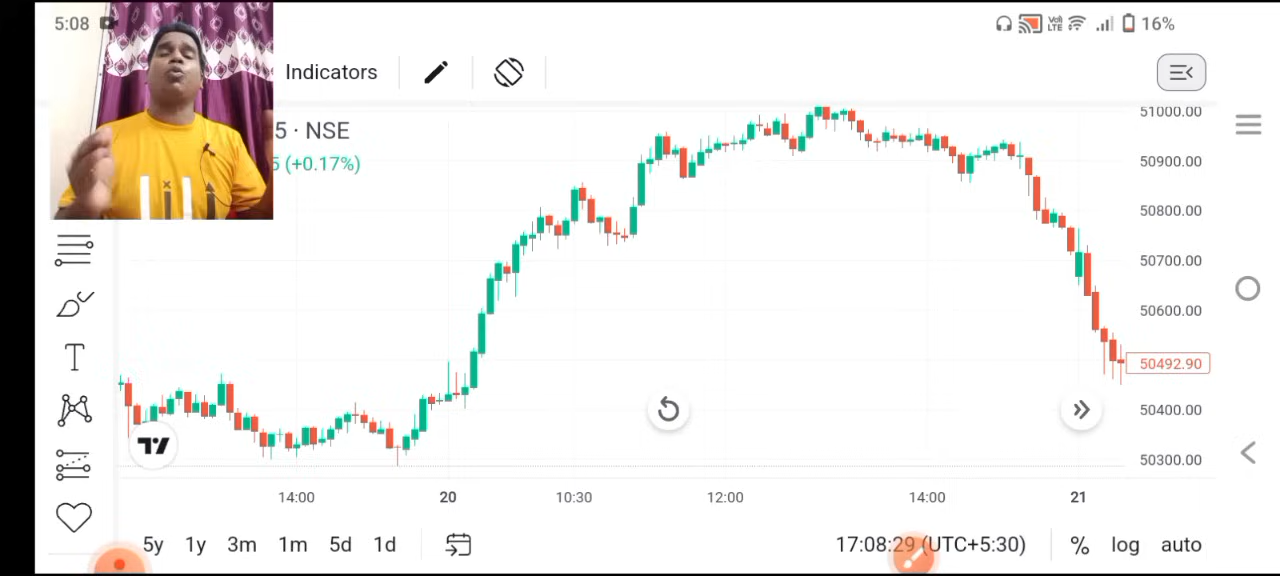 5:08
Vo)
LTE
16%
Indicators
5 · NSE
5 (+0.17%)
51000.00
50900.00
50800.00
50700.00
50600.00
50492.90
50400.00
50300.00
14:00 20 10:30 12:00 14:00 21
5y 1y 3m 1m 5d 1d
17:08:29 (UTC+5:30)
% log auto